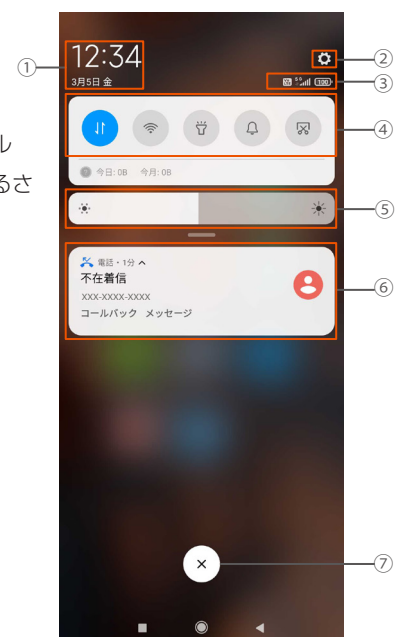 ①
12:34
3月5日 金
②
③
5G
100
④
今日: 0B 今月: 0B
⑤
電話・1分
不在着信
XXX-XXXX-XXXX
コールバック メッセージ
⑥
⑦
ル
るさ